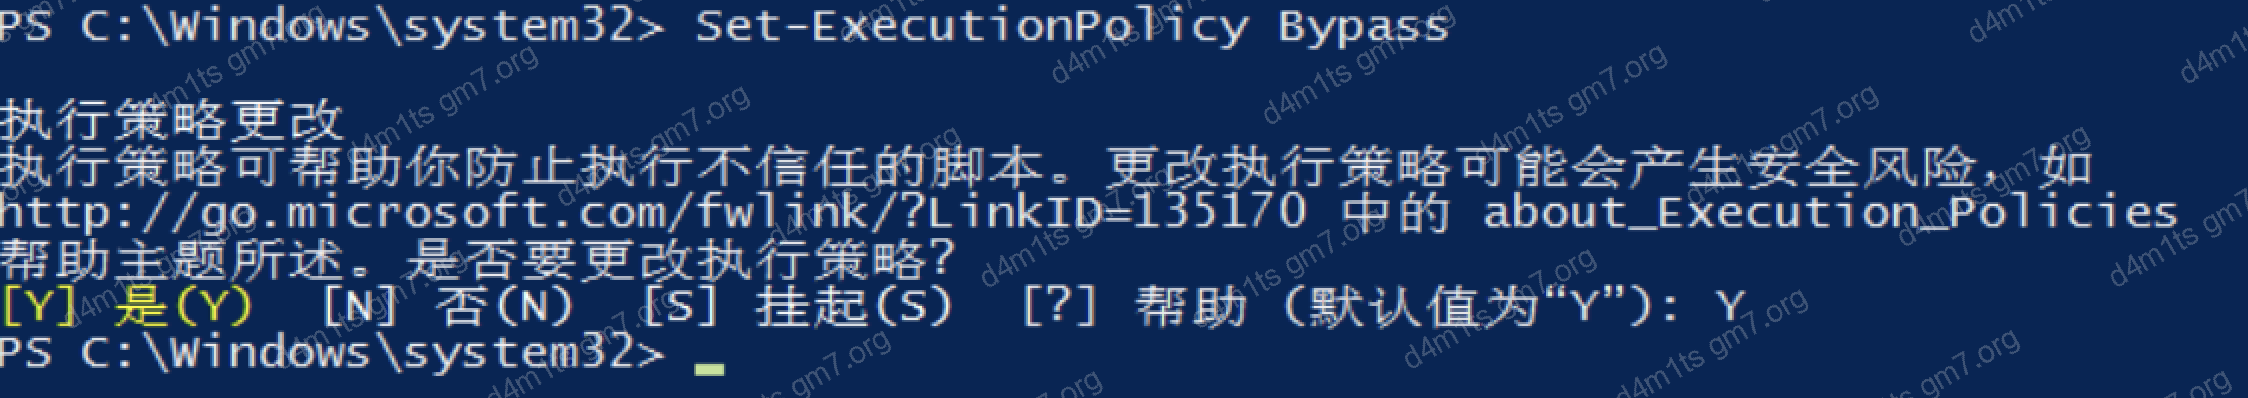 PS C:\Windows\system32> Set-ExecutionPolicy Bypass
执行策略更改
执行策略可帮助你防止执行不信任的脚本。更改执行策略可能会产生安全风险，如
http://go.microsoft.com/fwlink/?LinkID=135170 中的 about_Execution_Policies
帮助主题所述。是否要更改执行策略?
[Y] 是(Y)  [N] 否(N)  [S] 挂起(S)  [?] 帮助 (默认值为“Y”): Y
PS C:\Windows\system32>
d4m1ts gm7.org